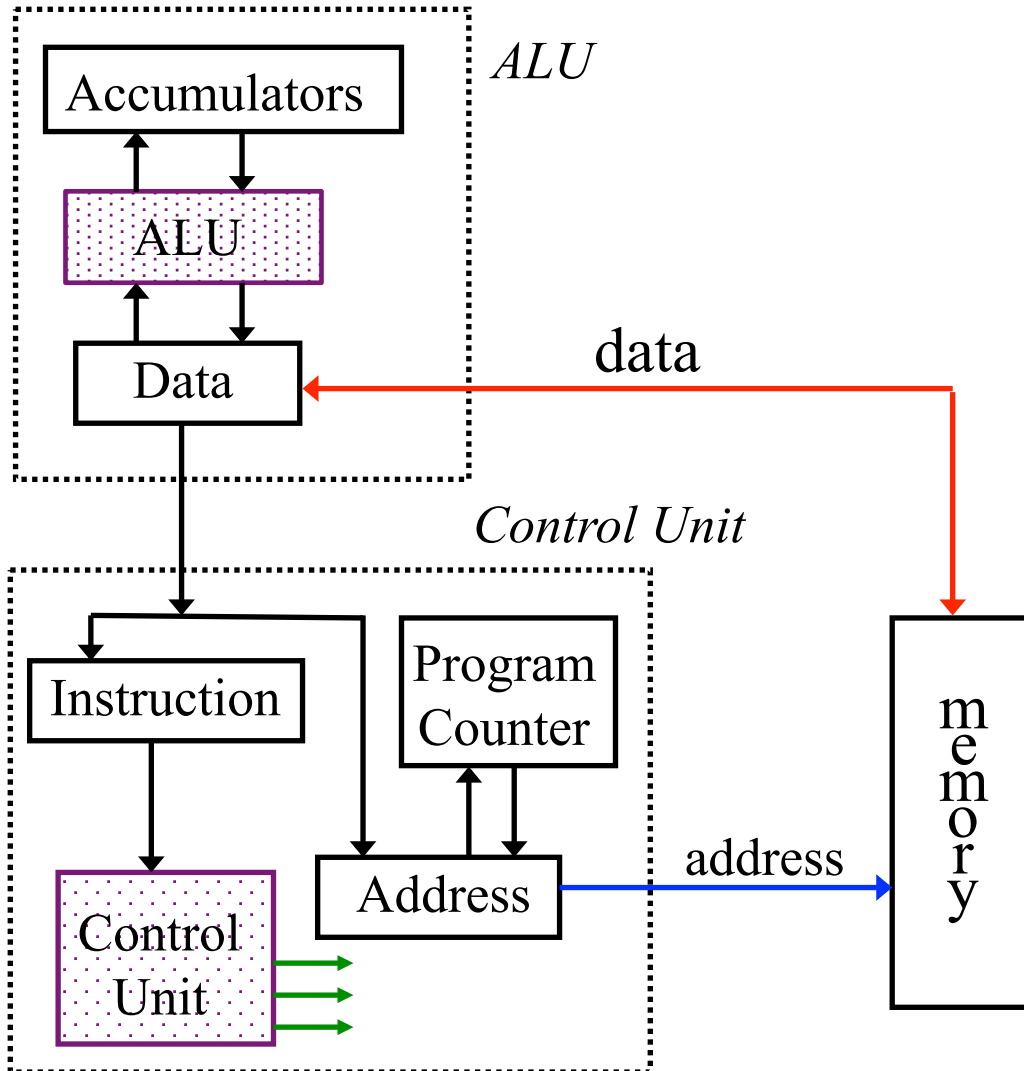 Accumulators
ALU
ALU
Data
data
Control Unit
Instruction
Program
Counter
memory
Address
address
Control
Unit